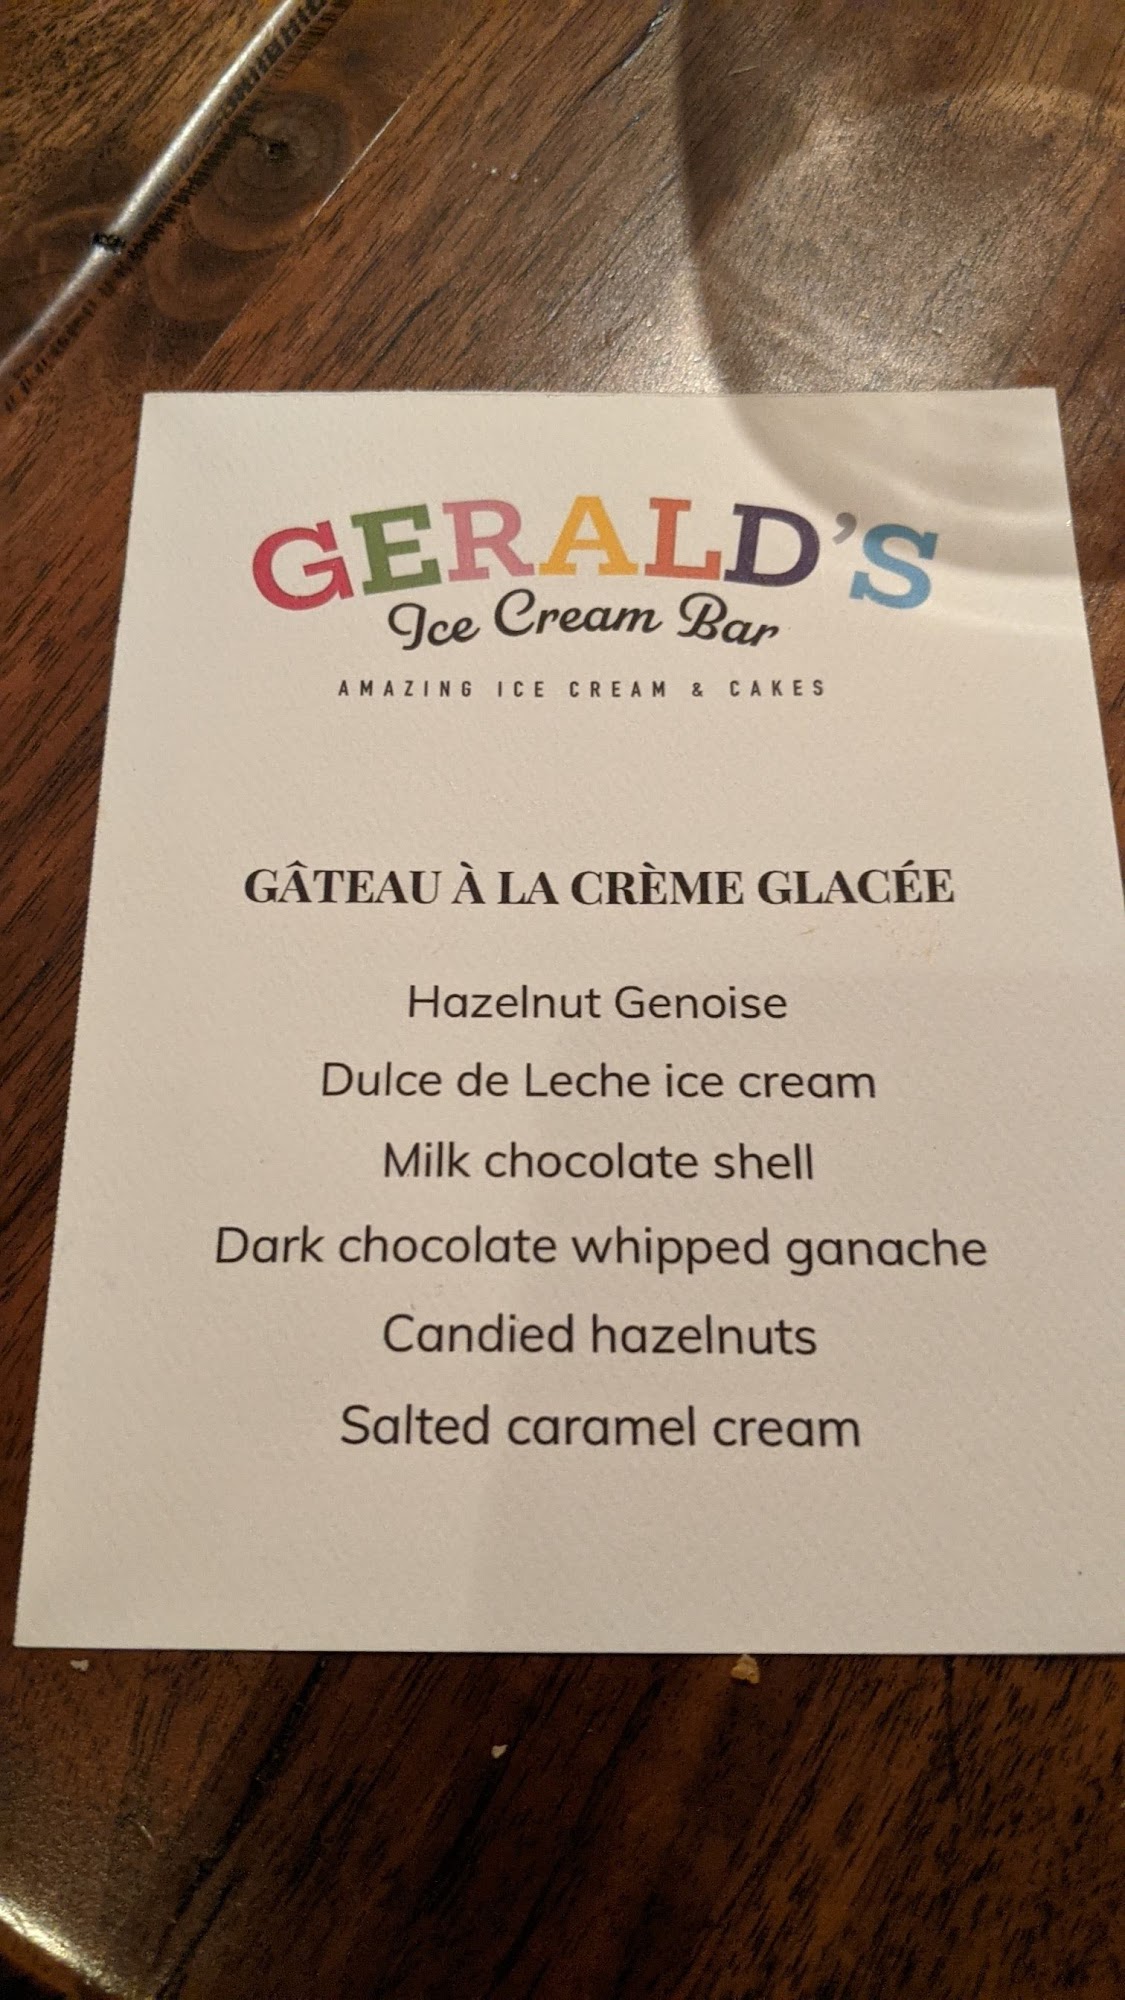 GERALD'S
Ice Cream Bar
AMAZING ICE CREAM & CAKES
GÂTEAU À LA CRÈME GLACÉE
Hazelnut Genoise
Dulce de Leche ice cream
Milk chocolate shell
Dark chocolate whipped ganache
Candied hazelnuts
Salted caramel cream